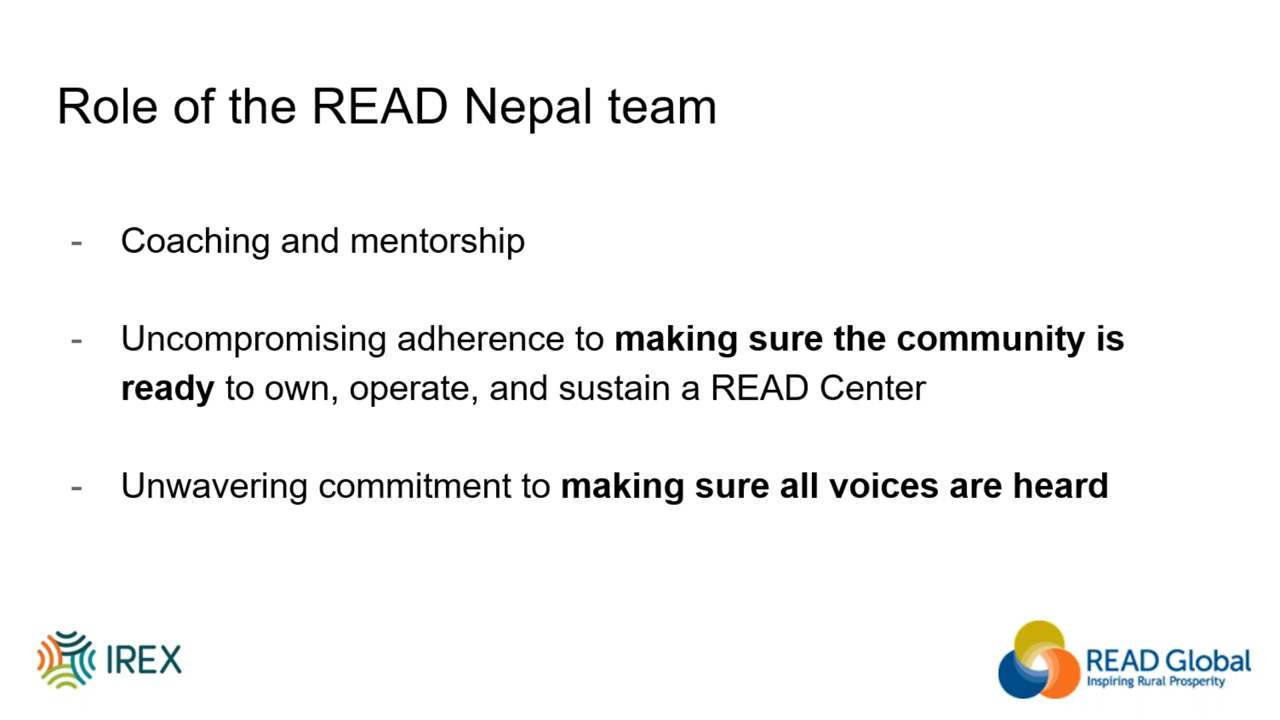 Role of the READ Nepal team
- Coaching and mentorship
- Uncompromising adherence to making sure the community is
ready to own, operate, and sustain a READ Center
- Unwavering commitment to making sure all voices are heard
IREX
READ Global
Inspiring Rural Prosperity